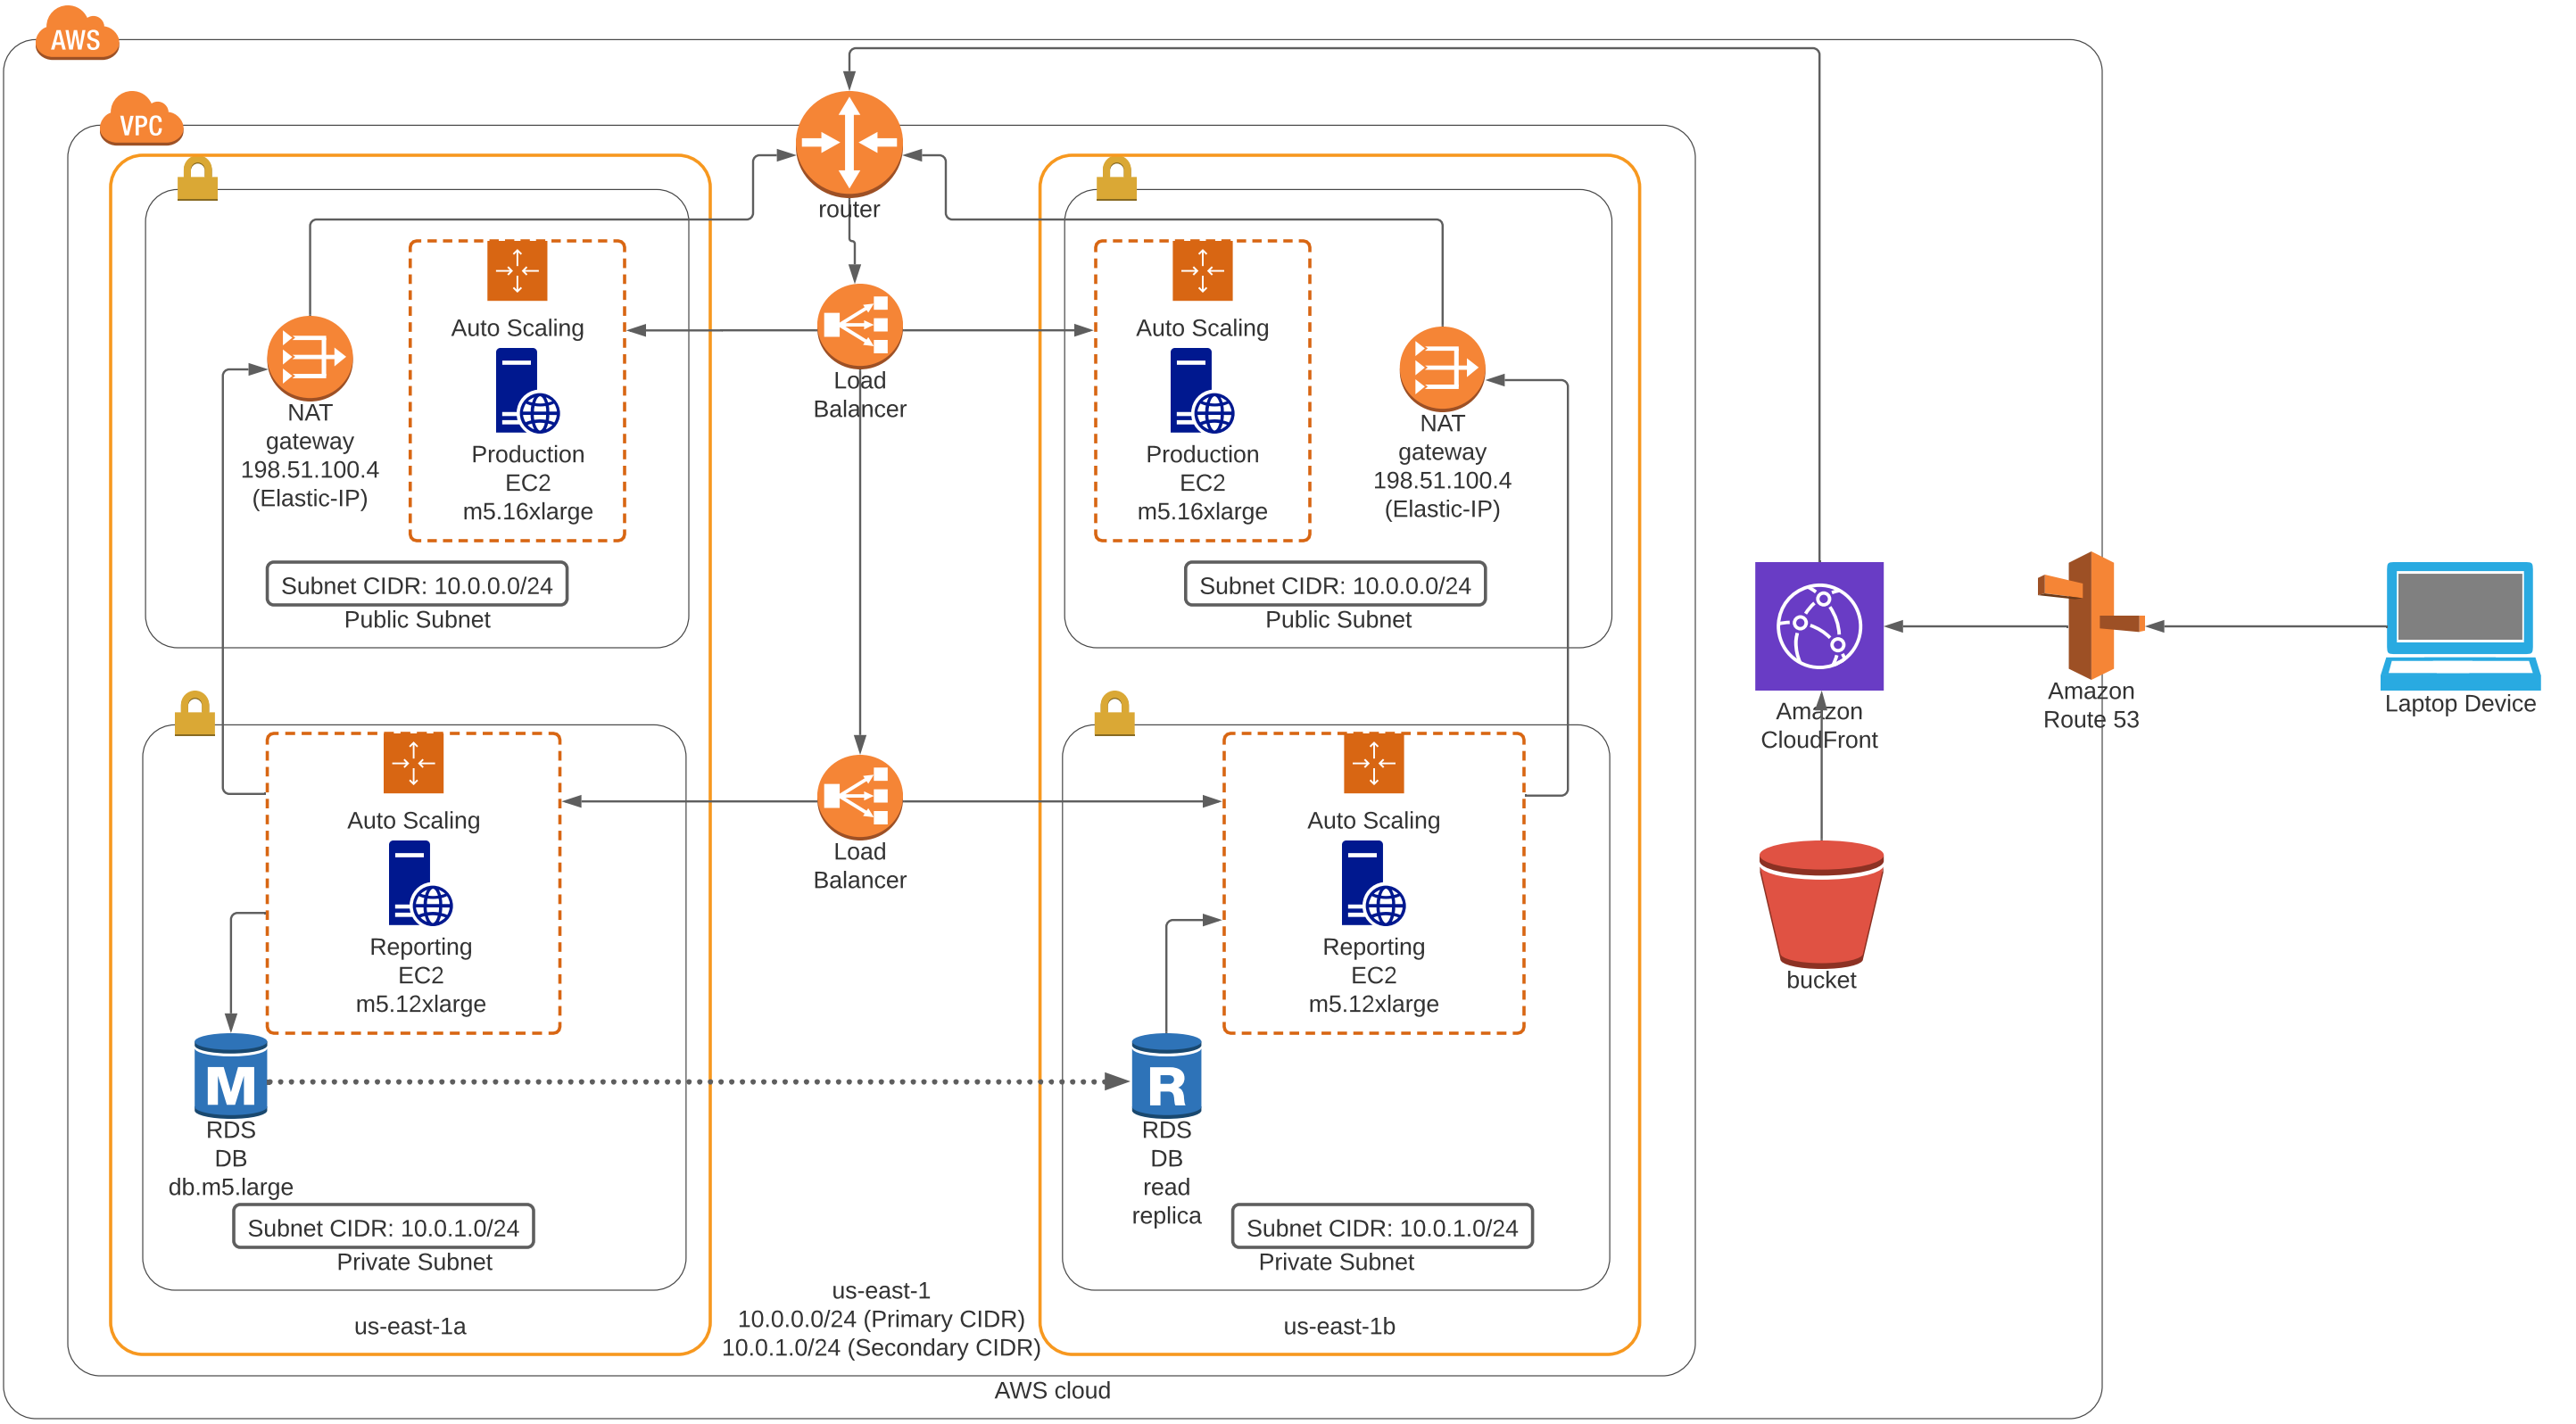 AWS
VPC
router
Auto Scaling
Production
EC2
m5.16xlarge
NAT
gateway
198.51.100.4
(Elastic-IP)
Subnet CIDR: 10.0.0.0/24
Public Subnet
Load
Balancer
Auto Scaling
Production
EC2
m5.16xlarge
NAT
gateway
198.51.100.4
(Elastic-IP)
Subnet CIDR: 10.0.0.0/24
Public Subnet
Auto Scaling
Reporting
EC2
m5.12xlarge
M
RDS
DB
db.m5.large
Subnet CIDR: 10.0.1.0/24
Private Subnet
us-east-1a
Load
Balancer
us-east-1
10.0.0.0/24 (Primary CIDR)
10.0.1.0/24 (Secondary CIDR)
Auto Scaling
Reporting
EC2
m5.12xlarge
R
RDS
DB
read
replica
Subnet CIDR: 10.0.1.0/24
Private Subnet
us-east-1b
AWS cloud
Amazon
CloudFront
bucket
Amazon
Route 53
Laptop Device